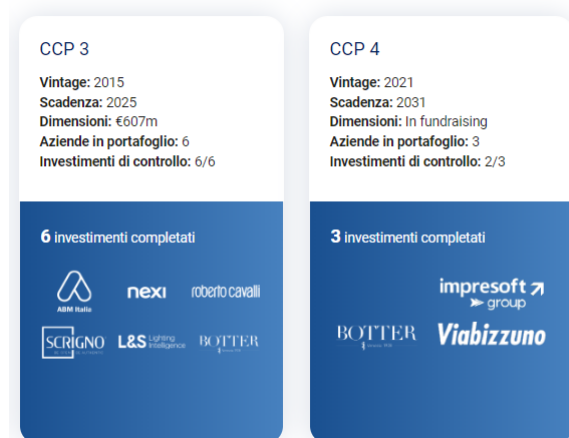 CCP 3
Vintage: 2015
Scadenza: 2025
Dimensioni: €607m
Aziende in portafoglio: 6
Investimenti di controllo: 6/6
6 investimenti completati
ABM Italia
nexi
roberto cavalli
SCRIGNO
L&S Lighting Intelligence
BOTTER
CCP 4
Vintage: 2021
Scadenza: 2031
Dimensioni: In fundraising
Aziende in portafoglio: 3
Investimenti di controllo: 2/3
3 investimenti completati
impresoft
group
BOTTER
Viabizzuno